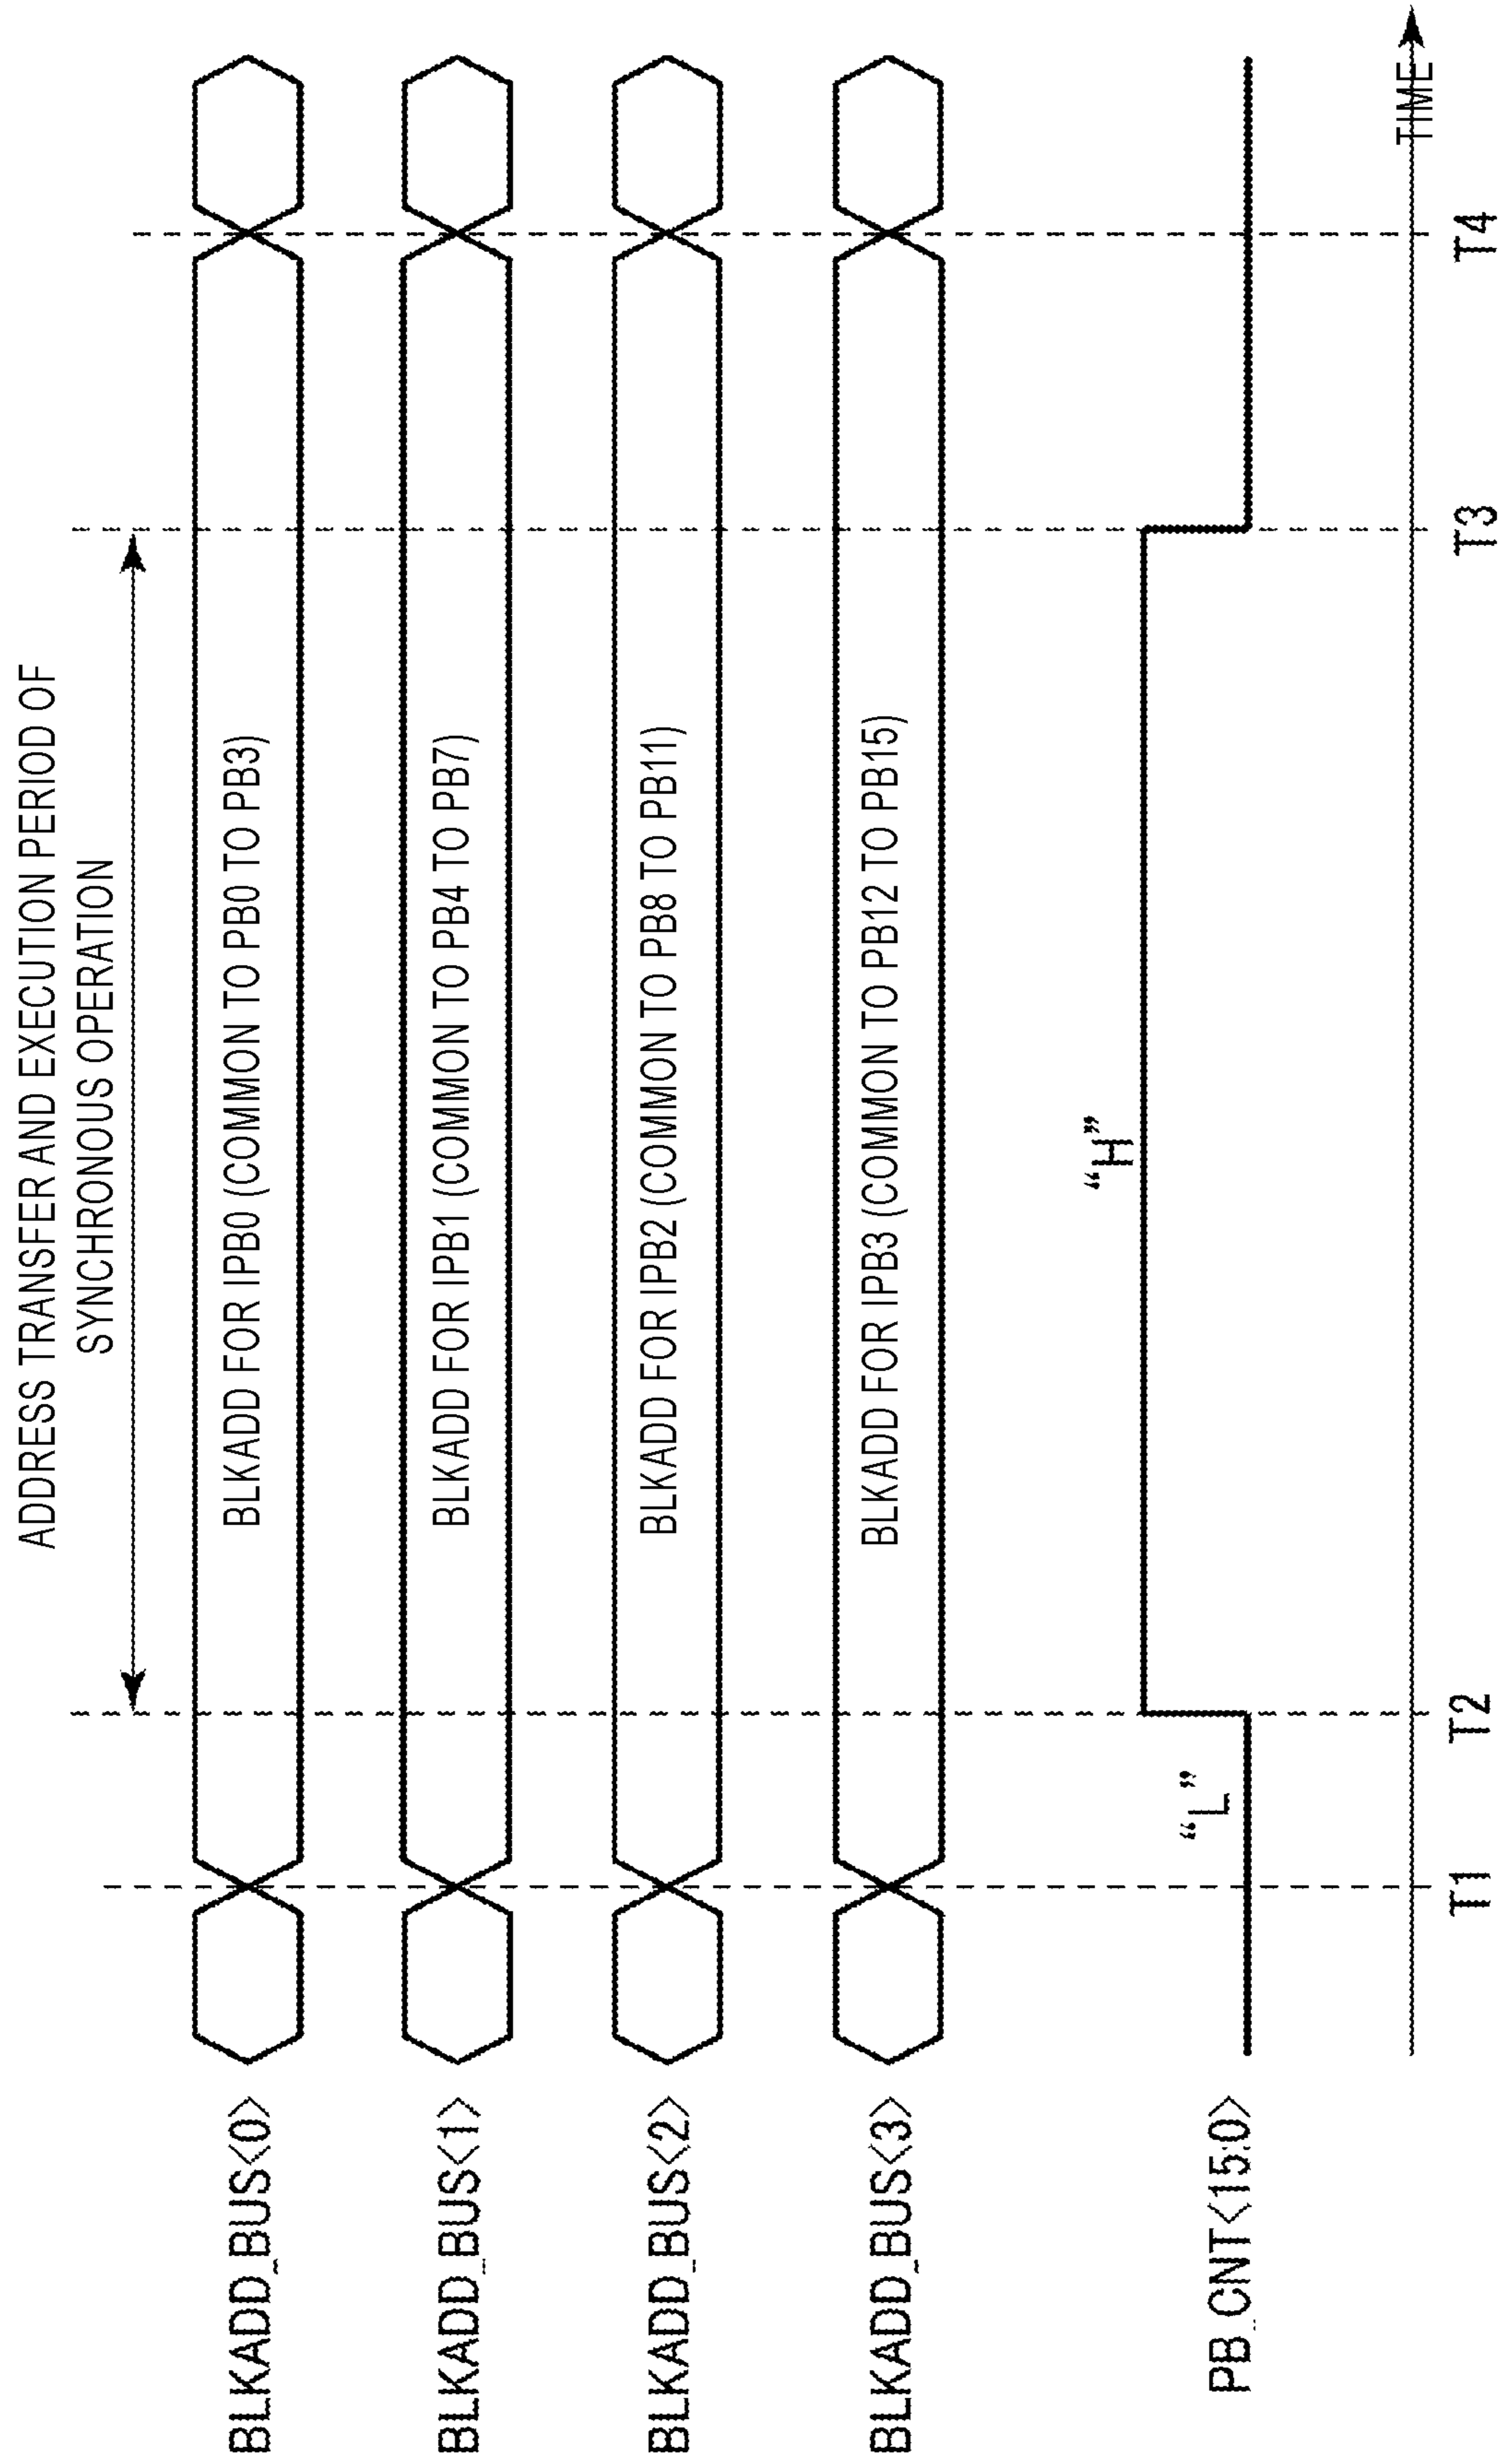 ADDRESS TRANSFER AND EXECUTION PERIOD OF
SYNCHRONOUS OPERATION
BLKADD_BUS<0>
BLKADD FOR IPB0 (COMMON TO PB0 TO PB3)
BLKADD_BUS<1>
BLKADD FOR IPB1 (COMMON TO PB4 TO PB7)
BLKADD_BUS<2>
BLKADD FOR IPB2 (COMMON TO PB8 TO PB11)
BLKADD_BUS<3>
BLKADD FOR IPB3 (COMMON TO PB12 TO PB15)
PB_CNT<15:0>
“L”
“H”
TIME
T1
T2
T3
T4